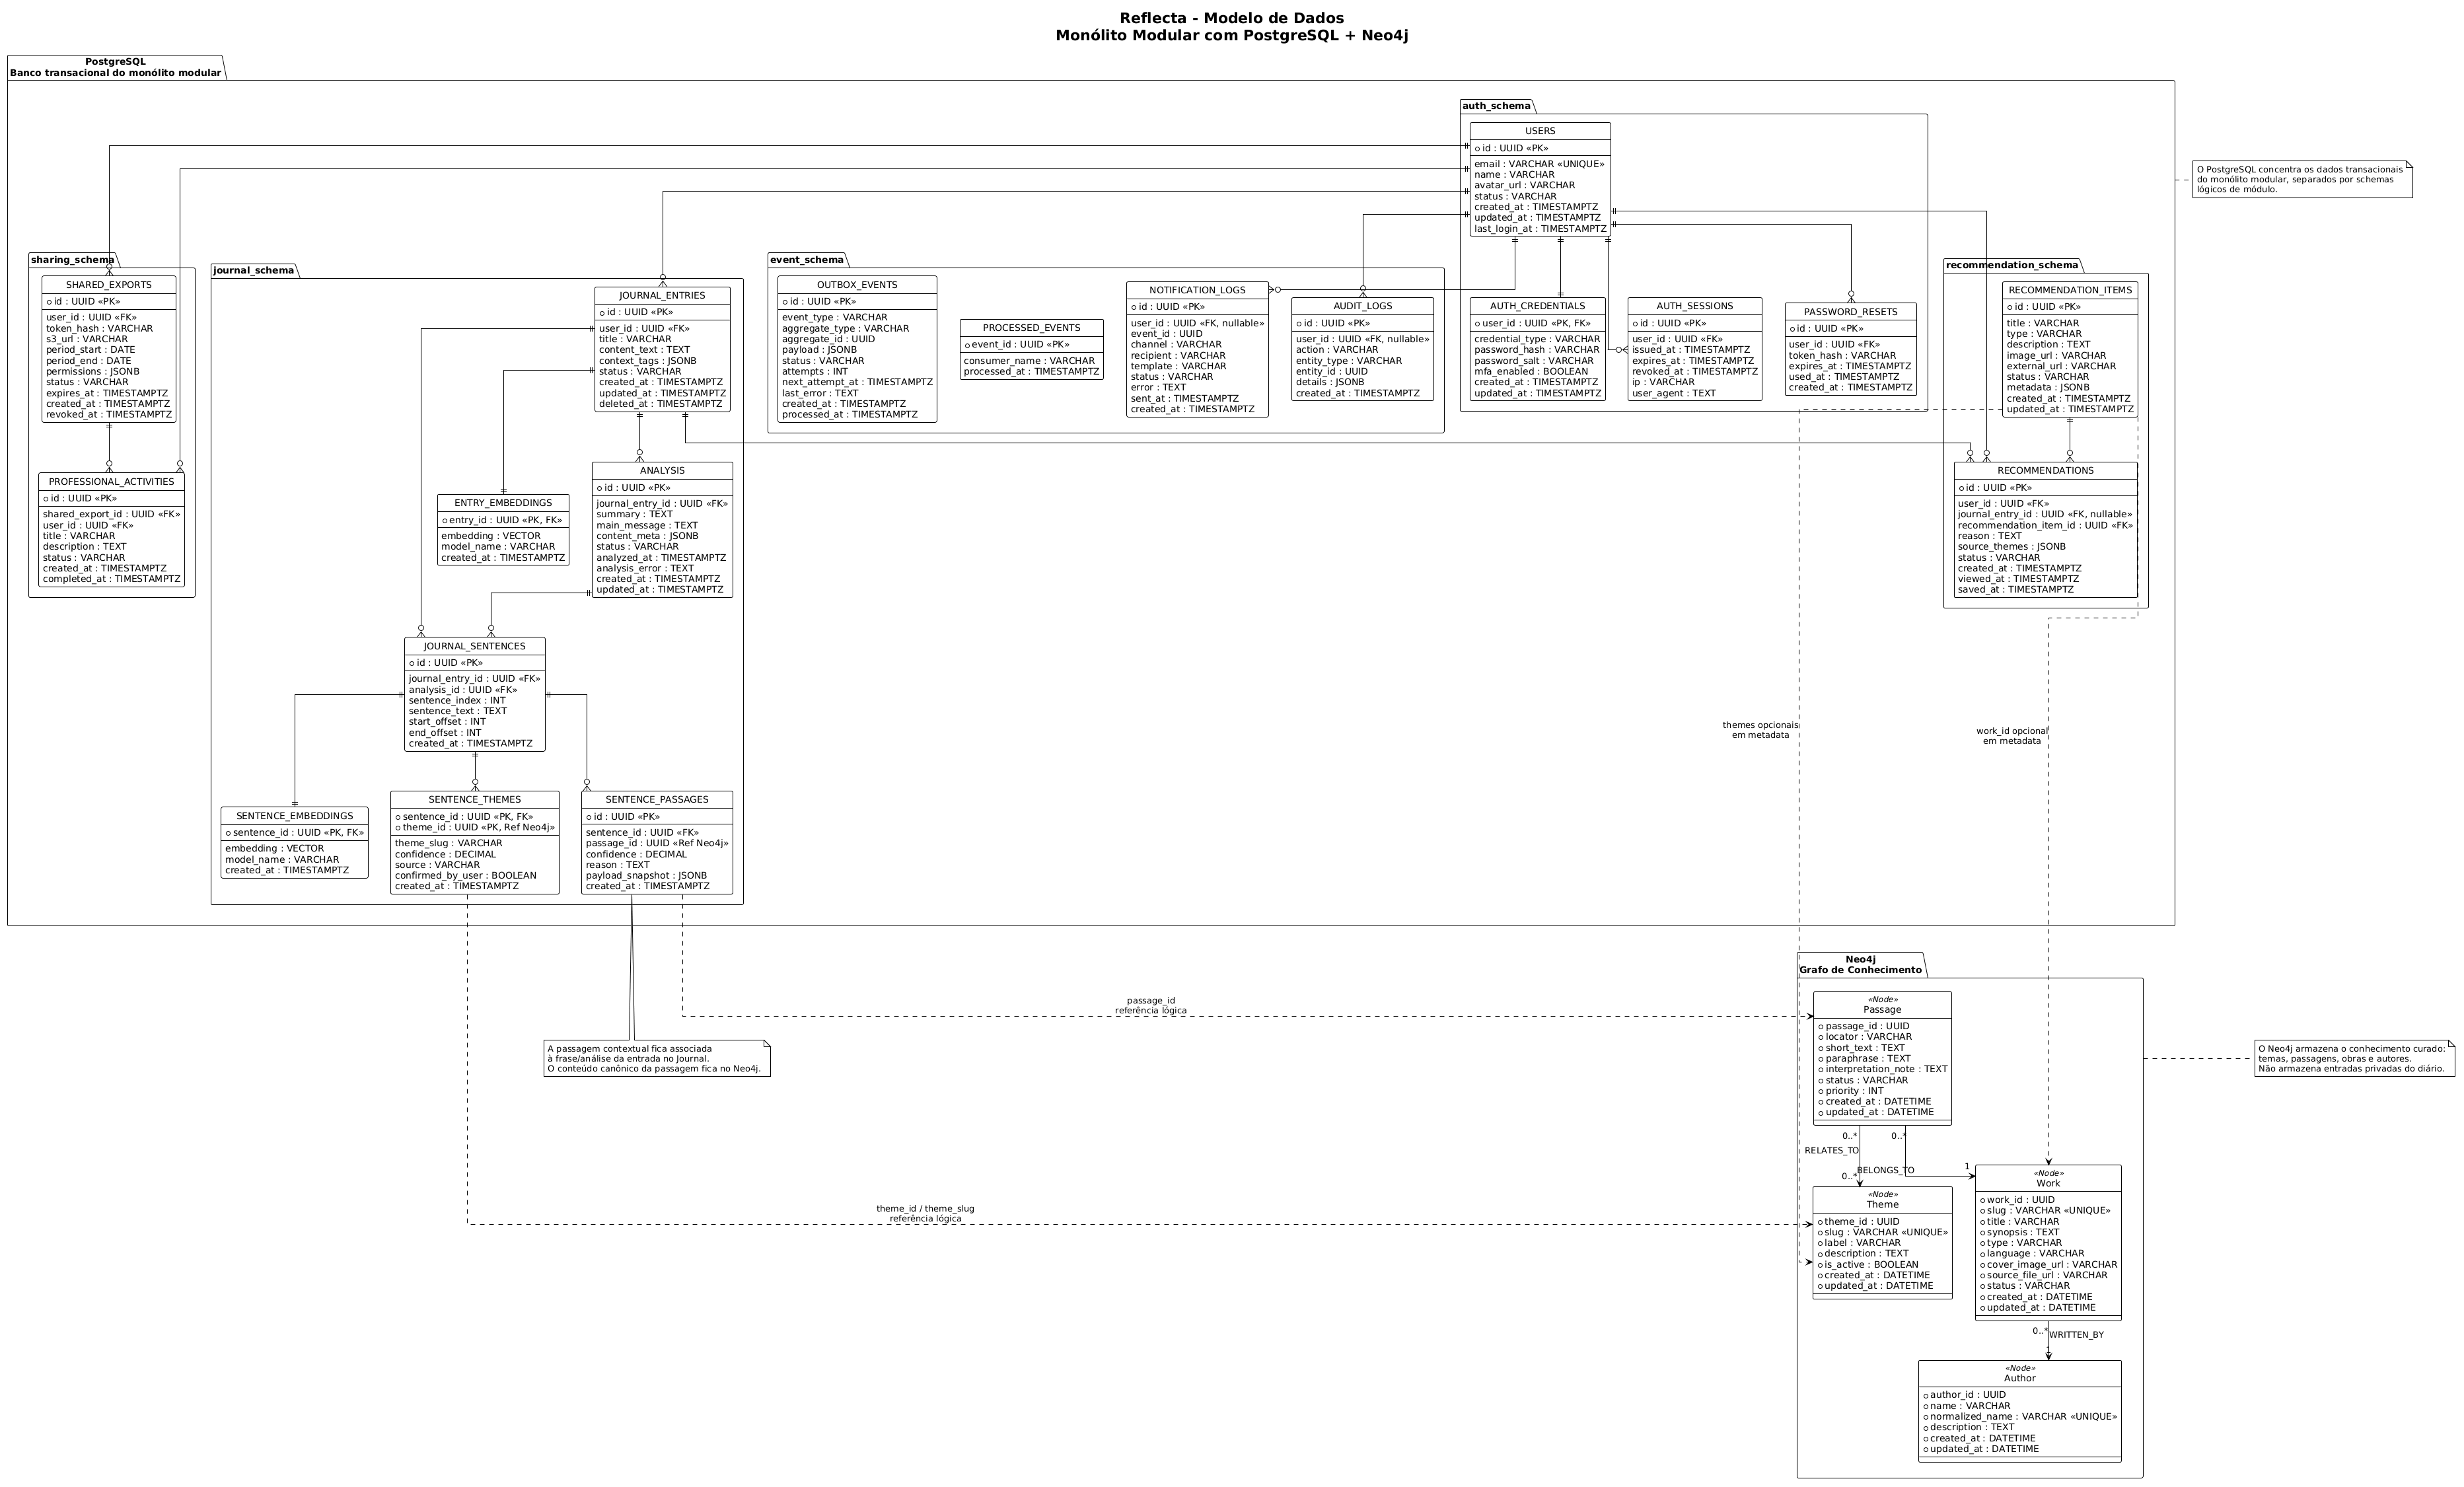 Reflecta - Modelo de Dados
Monólito Modular com PostgreSQL + Neo4j
PostgreSQL
Banco transacional do monólito modular
O PostgreSQL concentra os dados transacionais
do monólito modular, separados por schemas
lógicos de módulo.
auth_schema
USERS
id : UUID «PK»
email : VARCHAR «UNIQUE»
name : VARCHAR
avatar_url : VARCHAR
status : VARCHAR
created_at : TIMESTAMPTZ
updated_at : TIMESTAMPTZ
last_login_at : TIMESTAMPTZ
AUTH_CREDENTIALS
user_id : UUID «PK, FK»
credential_type : VARCHAR
password_hash : VARCHAR
password_salt : VARCHAR
mfa_enabled : BOOLEAN
created_at : TIMESTAMPTZ
updated_at : TIMESTAMPTZ
AUTH_SESSIONS
id : UUID «PK»
user_id : UUID «FK»
issued_at : TIMESTAMPTZ
expires_at : TIMESTAMPTZ
revoked_at : TIMESTAMPTZ
ip : VARCHAR
user_agent : TEXT
PASSWORD_RESETS
id : UUID «PK»
user_id : UUID «FK»
token_hash : VARCHAR
expires_at : TIMESTAMPTZ
used_at : TIMESTAMPTZ
created_at : TIMESTAMPTZ
sharing_schema
SHARED_EXPORTS
id : UUID «PK»
user_id : UUID «FK»
token_hash : VARCHAR
s3_url : VARCHAR
period_start : DATE
period_end : DATE
permissions : JSONB
status : VARCHAR
expires_at : TIMESTAMPTZ
created_at : TIMESTAMPTZ
revoked_at : TIMESTAMPTZ
PROFESSIONAL_ACTIVITIES
id : UUID «PK»
shared_export_id : UUID «FK»
user_id : UUID «FK»
title : VARCHAR
description : TEXT
status : VARCHAR
created_at : TIMESTAMPTZ
completed_at : TIMESTAMPTZ
journal_schema
JOURNAL_ENTRIES
id : UUID «PK»
user_id : UUID «FK»
title : VARCHAR
content_text : TEXT
context_tags : JSONB
status : VARCHAR
created_at : TIMESTAMPTZ
updated_at : TIMESTAMPTZ
deleted_at : TIMESTAMPTZ
ENTRY_EMBEDDINGS
entry_id : UUID «PK, FK»
embedding : VECTOR
model_name : VARCHAR
created_at : TIMESTAMPTZ
ANALYSIS
id : UUID «PK»
journal_entry_id : UUID «FK»
summary : TEXT
main_message : TEXT
content_meta : JSONB
status : VARCHAR
analyzed_at : TIMESTAMPTZ
analysis_error : TEXT
created_at : TIMESTAMPTZ
updated_at : TIMESTAMPTZ
JOURNAL_SENTENCES
id : UUID «PK»
journal_entry_id : UUID «FK»
analysis_id : UUID «FK»
sentence_index : INT
sentence_text : TEXT
start_offset : INT
end_offset : INT
created_at : TIMESTAMPTZ
SENTENCE_EMBEDDINGS
sentence_id : UUID «PK, FK»
embedding : VECTOR
model_name : VARCHAR
created_at : TIMESTAMPTZ
SENTENCE_THEMES
sentence_id : UUID «PK, FK»
theme_id : UUID «PK, Ref Neo4j»
theme_slug : VARCHAR
confidence : DECIMAL
source : VARCHAR
confirmed_by_user : BOOLEAN
created_at : TIMESTAMPTZ
SENTENCE_PASSAGES
id : UUID «PK»
sentence_id : UUID «FK»
passage_id : UUID «Ref Neo4j»
confidence : DECIMAL
reason : TEXT
payload_snapshot : JSONB
created_at : TIMESTAMPTZ
event_schema
OUTBOX_EVENTS
id : UUID «PK»
event_type : VARCHAR
aggregate_type : VARCHAR
aggregate_id : UUID
payload : JSONB
status : VARCHAR
attempts : INT
next_attempt_at : TIMESTAMPTZ
last_error : TEXT
created_at : TIMESTAMPTZ
processed_at : TIMESTAMPTZ
PROCESSED_EVENTS
event_id : UUID «PK»
consumer_name : VARCHAR
processed_at : TIMESTAMPTZ
NOTIFICATION_LOGS
id : UUID «PK»
user_id : UUID «FK, nullable»
event_id : UUID
channel : VARCHAR
recipient : VARCHAR
template : VARCHAR
status : VARCHAR
error : TEXT
sent_at : TIMESTAMPTZ
created_at : TIMESTAMPTZ
AUDIT_LOGS
id : UUID «PK»
user_id : UUID «FK, nullable»
action : VARCHAR
entity_type : VARCHAR
entity_id : UUID
details : JSONB
created_at : TIMESTAMPTZ
recommendation_schema
RECOMMENDATION_ITEMS
id : UUID «PK»
title : VARCHAR
type : VARCHAR
description : TEXT
image_url : VARCHAR
external_url : VARCHAR
status : VARCHAR
metadata : JSONB
created_at : TIMESTAMPTZ
updated_at : TIMESTAMPTZ
RECOMMENDATIONS
id : UUID «PK»
user_id : UUID «FK»
journal_entry_id : UUID «FK, nullable»
recommendation_item_id : UUID «FK»
reason : TEXT
source_themes : JSONB
status : VARCHAR
created_at : TIMESTAMPTZ
viewed_at : TIMESTAMPTZ
saved_at : TIMESTAMPTZ
themes opcionais
em metadata
work_id opcional
em metadata
passage_id
referência lógica
A passagem contextual fica associada
à frase/análise da entrada no Journal.
O conteúdo canônico da passagem fica no Neo4j.
theme_id / theme_slug
referência lógica
Neo4j
Grafo de Conhecimento
«Node»
Passage
passage_id : UUID
locator : VARCHAR
short_text : TEXT
paraphrase : TEXT
interpretation_note : TEXT
status : VARCHAR
priority : INT
created_at : DATETIME
updated_at : DATETIME
0..*
0..*
RELATES_TO
BELONGS_TO
0..*
1
«Node»
Theme
theme_id : UUID
slug : VARCHAR «UNIQUE»
label : VARCHAR
description : TEXT
is_active : BOOLEAN
created_at : DATETIME
updated_at : DATETIME
«Node»
Work
work_id : UUID
slug : VARCHAR «UNIQUE»
title : VARCHAR
synopsis : TEXT
type : VARCHAR
language : VARCHAR
cover_image_url : VARCHAR
source_file_url : VARCHAR
status : VARCHAR
created_at : DATETIME
updated_at : DATETIME
0..*
WRITTEN_BY
«Node»
Author
author_id : UUID
name : VARCHAR
normalized_name : VARCHAR «UNIQUE»
description : TEXT
created_at : DATETIME
updated_at : DATETIME
O Neo4j armazena o conhecimento curado:
temas, passagens, obras e autores.
Não armazena entradas privadas do diário.